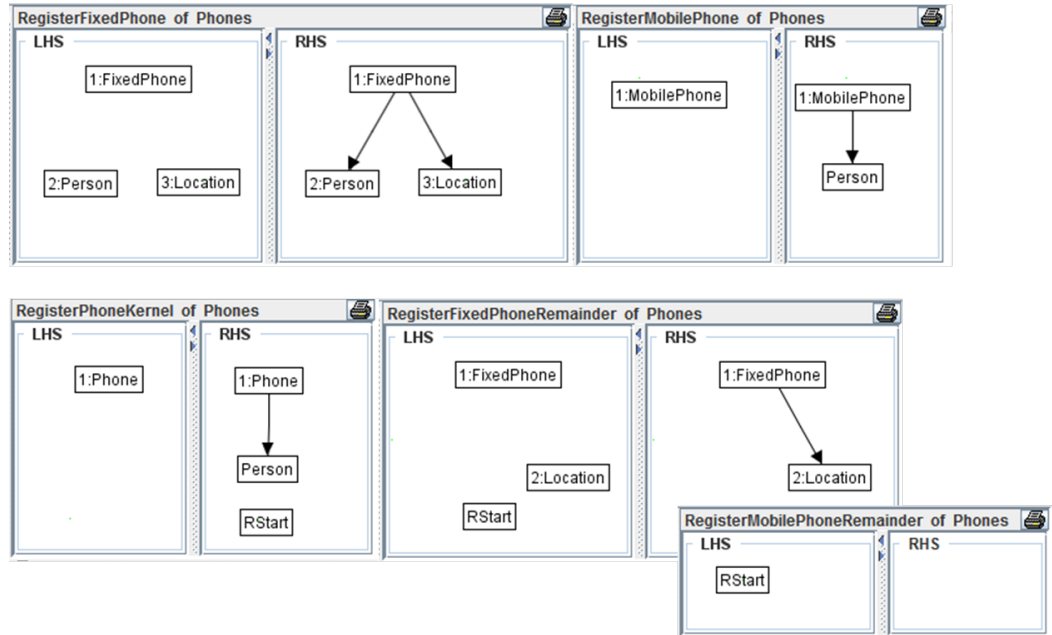 RegisterFixedPhone of Phones
LHS
1:FixedPhone
2:Person
3:Location
RHS
1:FixedPhone
2:Person
3:Location
RegisterMobilePhone of Phones
LHS
1:MobilePhone
RHS
1:MobilePhone
Person
RegisterPhoneKernel of Phones
LHS
1:Phone
RHS
1:Phone
Person
RStart
RegisterFixedPhoneRemainder of Phones
LHS
1:FixedPhone
2:Location
RStart
RHS
1:FixedPhone
2:Location
RegisterMobilePhoneRemainder of Phones
LHS
RStart
RHS